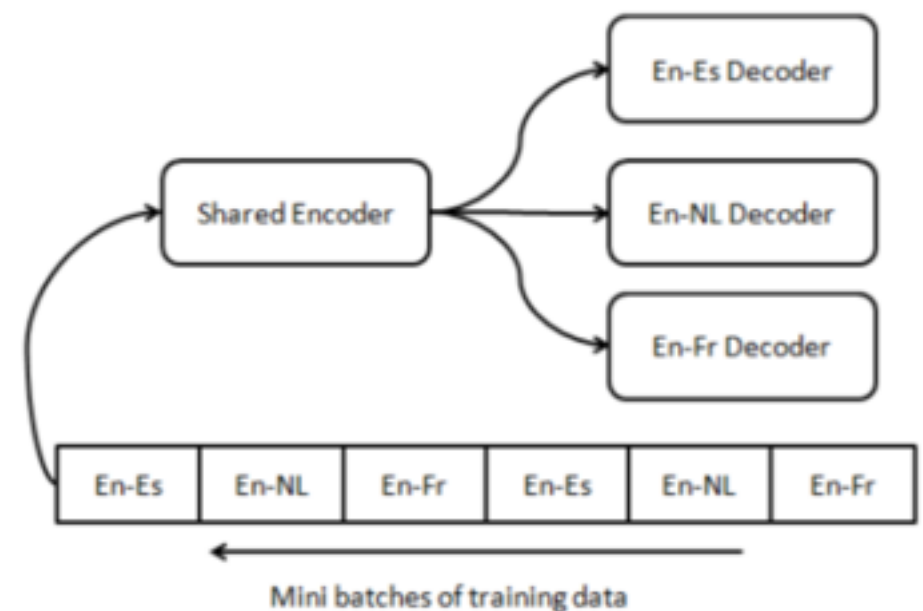 En-Es Decoder
Shared Encoder
En-NL Decoder
En-Fr Decoder
En-Es
En-NL
En-Fr
En-Es
En-NL
En-Fr
Mini batches of training data